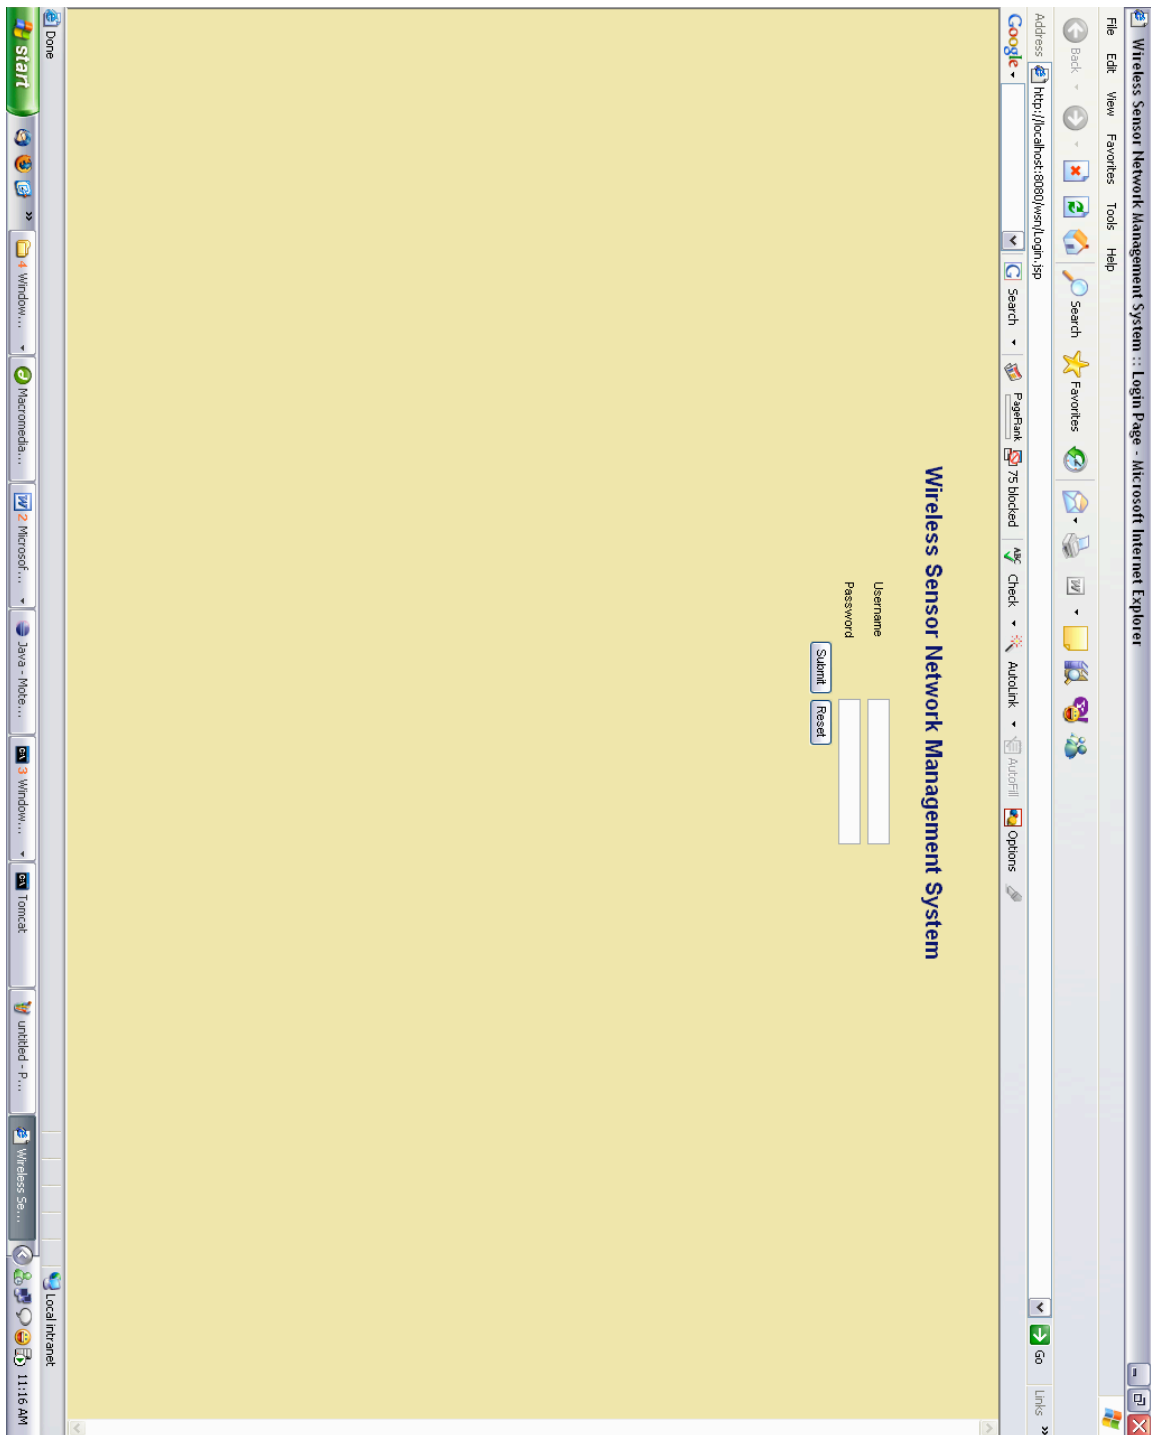 Wireless Sensor Network Management System :: Login Page - Microsoft Internet Explorer
File Edit View Favorites Tools Help
Back Search Favorites
Address http://localhost:8080/wsn/Login.jsp Go Links »
Google Search PageRank 75 blocked ABC Check AutoLink AutoFill Options
Wireless Sensor Network Management System
Username
Password
Submit Reset
Done Local intranet
start » 4 Window... Macromedia... 2 Microsof... Java - Mote... 3 Window... Tomcat untitled - P... Wireless Se... 11:16 AM